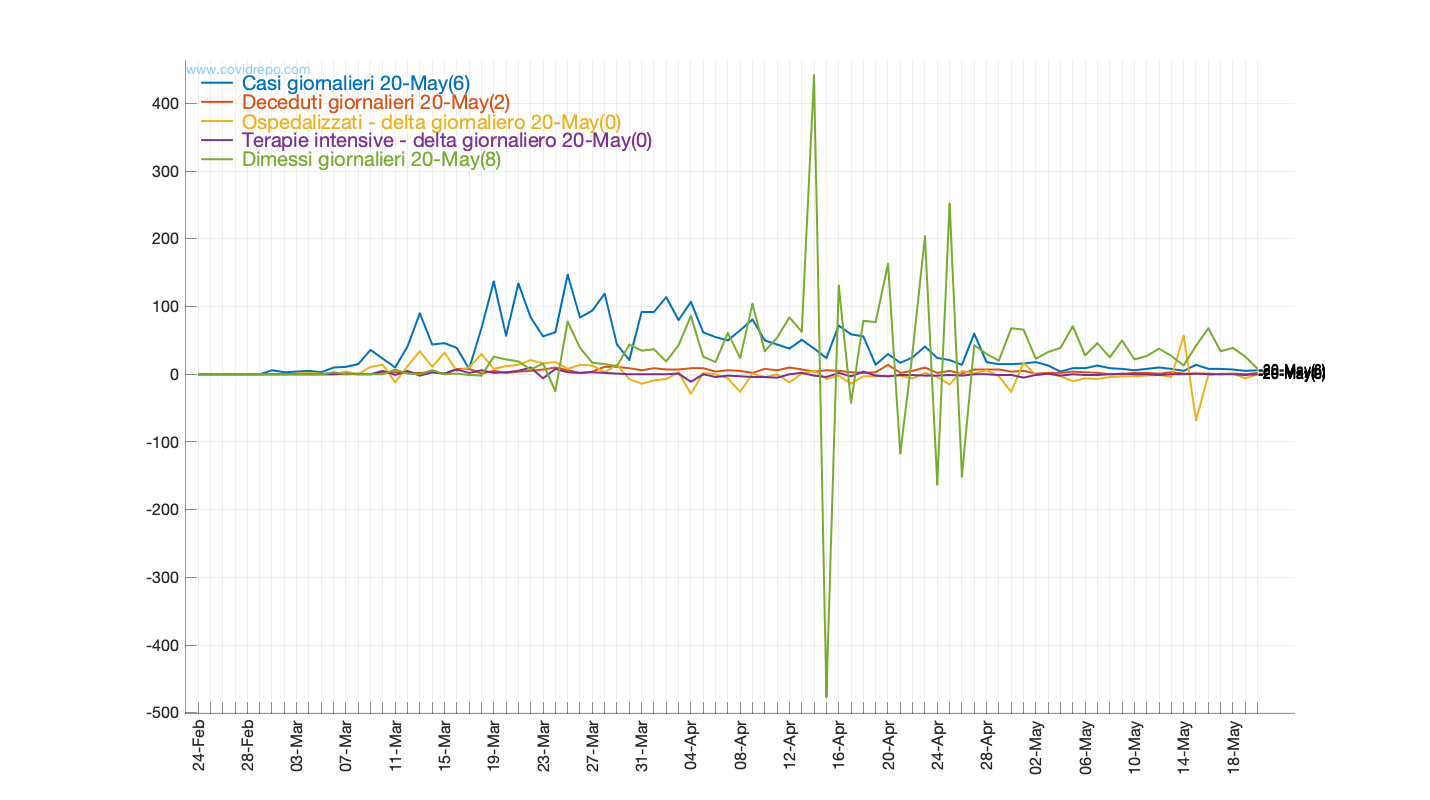 www.covidrepo.com
Casi giornalieri 20-May(6)
Deceduti giornalieri 20-May(2)
Ospedalizzati - delta giornaliero 20-May(0)
Terapie intensive - delta giornaliero 20-May(0)
Dimessi giornalieri 20-May(8)
400
300
200
100
0
-100
-200
-300
-400
-500
24-Feb
28-Feb
03-Mar
07-Mar
11-Mar
15-Mar
19-Mar
23-Mar
27-Mar
31-Mar
04-Apr
08-Apr
12-Apr
16-Apr
20-Apr
24-Apr
28-Apr
02-May
06-May
10-May
14-May
18-May